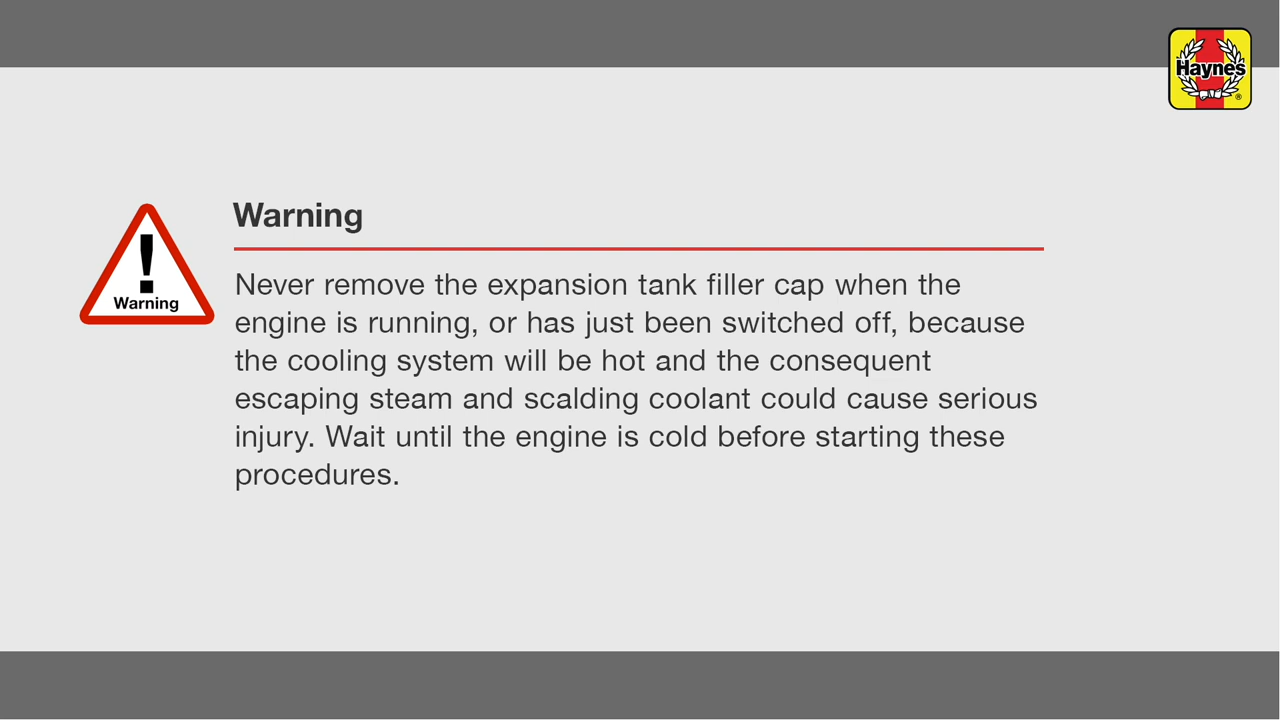 Haynes
®
Warning
Warning
Never remove the expansion tank filler cap when the
engine is running, or has just been switched off, because
the cooling system will be hot and the consequent
escaping steam and scalding coolant could cause serious
injury. Wait until the engine is cold before starting these
procedures.